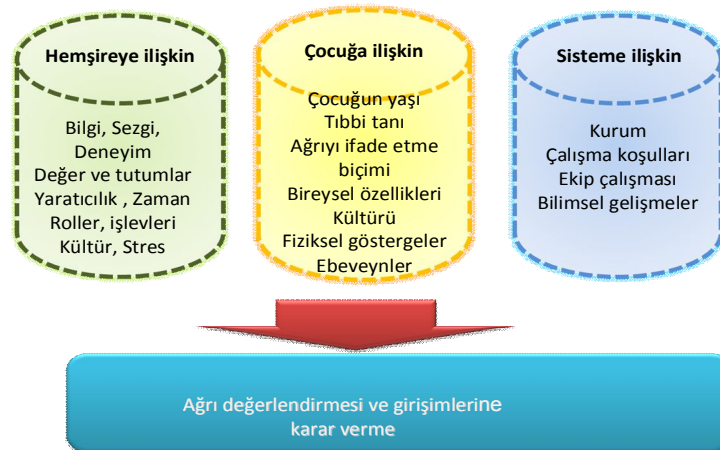 Hemşireye ilişkin
Bilgi, Sezgi,
Deneyim
Değer ve tutumlar
Yaratıcılık , Zaman
Roller, işlevleri
Kültür, Stres
Çocuğa ilişkin
Çocuğun yaşı
Tıbbi tanı
Ağrıyı ifade etme
biçimi
Bireysel özellikleri
Kültürü
Fiziksel göstergeler
Ebeveynler
Sisteme ilişkin
Kurum
Çalışma koşulları
Ekip çalışması
Bilimsel gelişmeler
Ağrı değerlendirmesi ve girişimlerine
karar verme